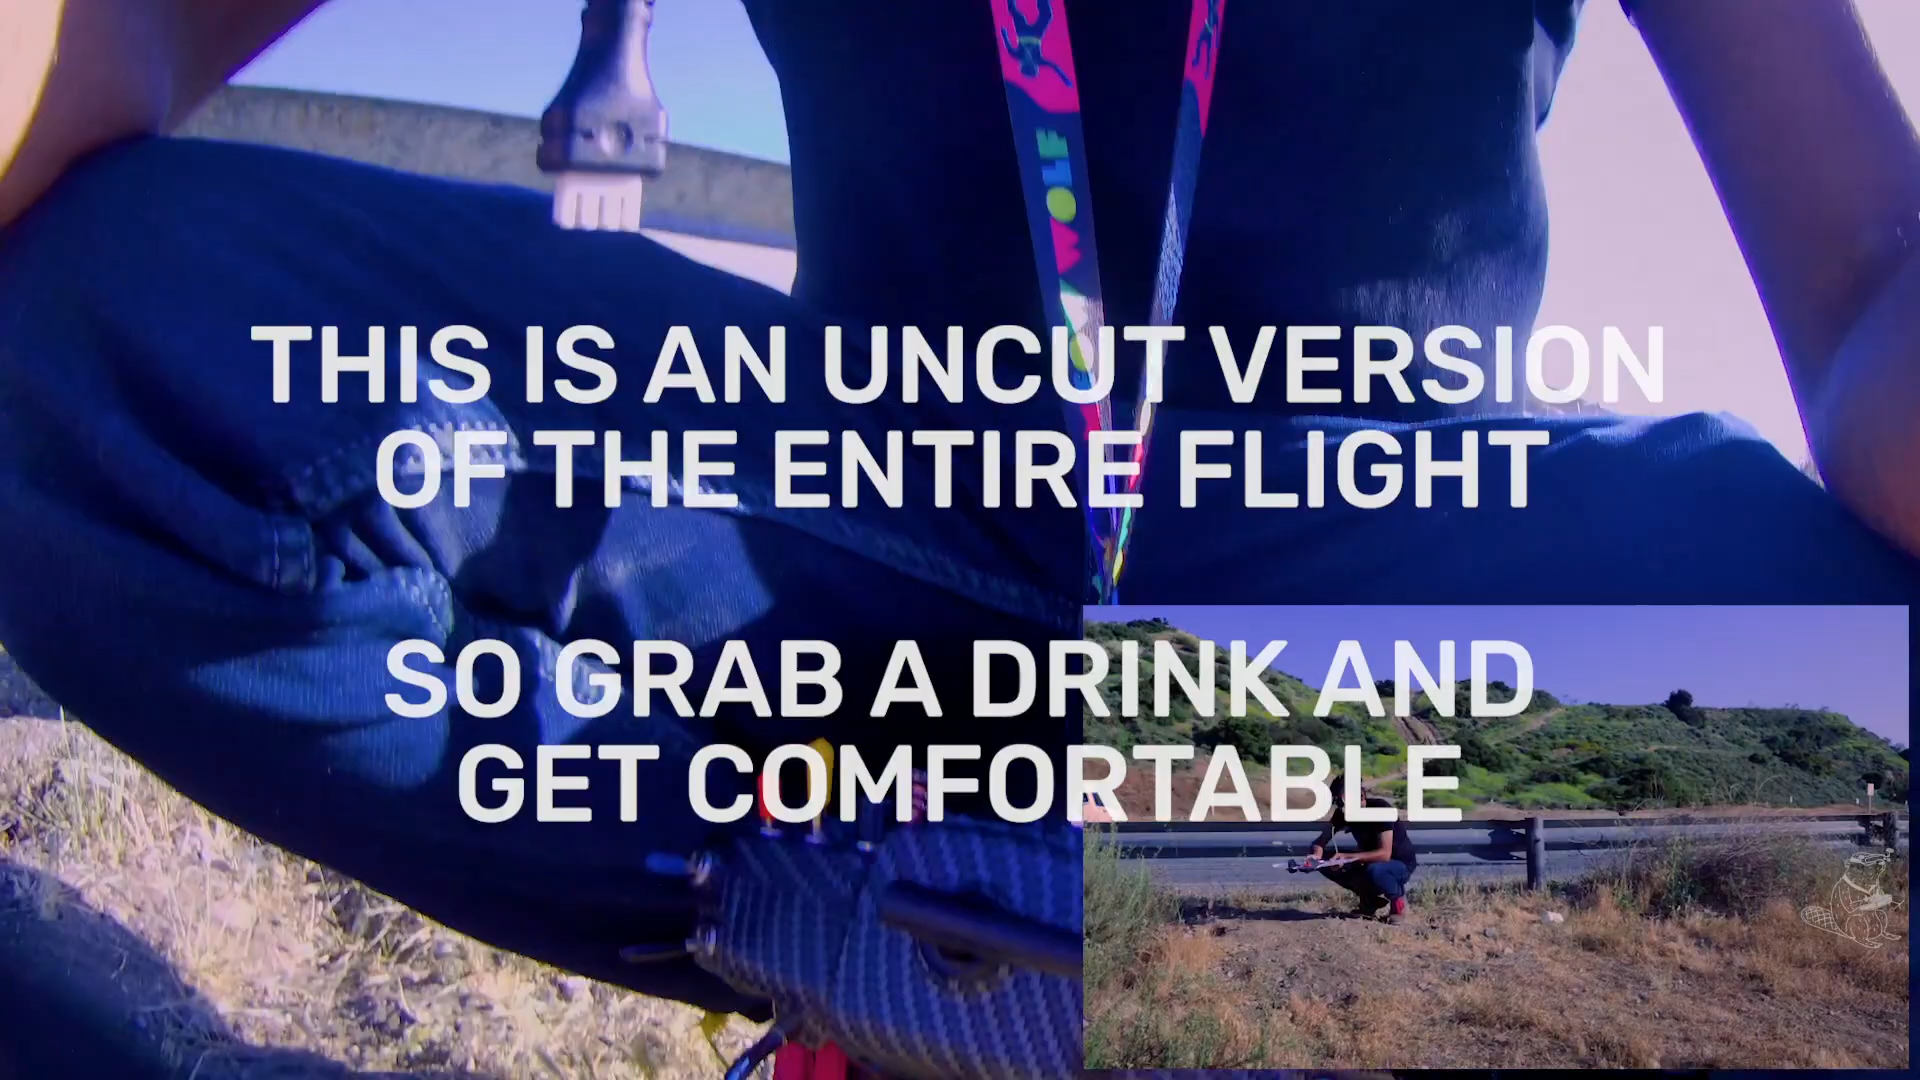 THIS IS AN UNCUT VERSION
OF THE ENTIRE FLIGHT
SO GRAB A DRINK AND
GET COMFORTABLE
WOLF